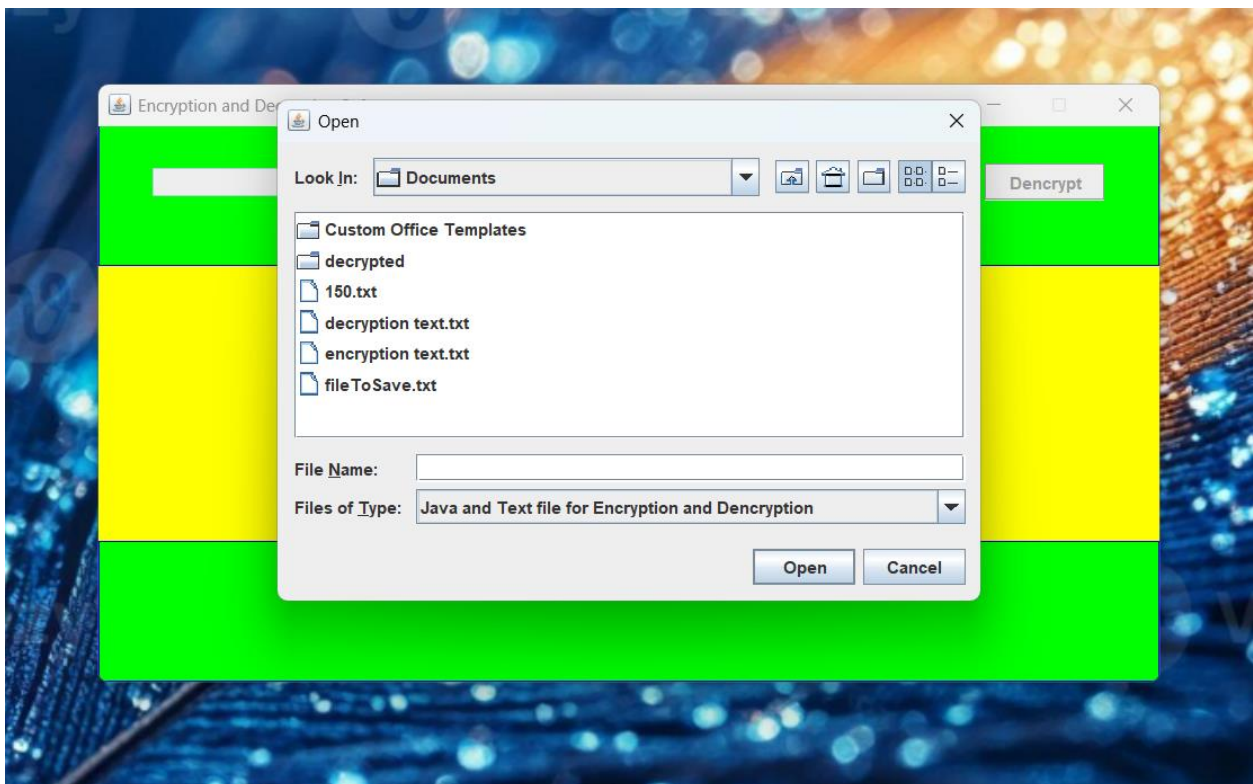 Encryption and De
Open
Look In: Documents
Dencrypt
Custom Office Templates
decrypted
150.txt
decryption text.txt
encryption text.txt
fileToSave.txt
File Name:
Files of Type: Java and Text file for Encryption and Dencryption
Open Cancel